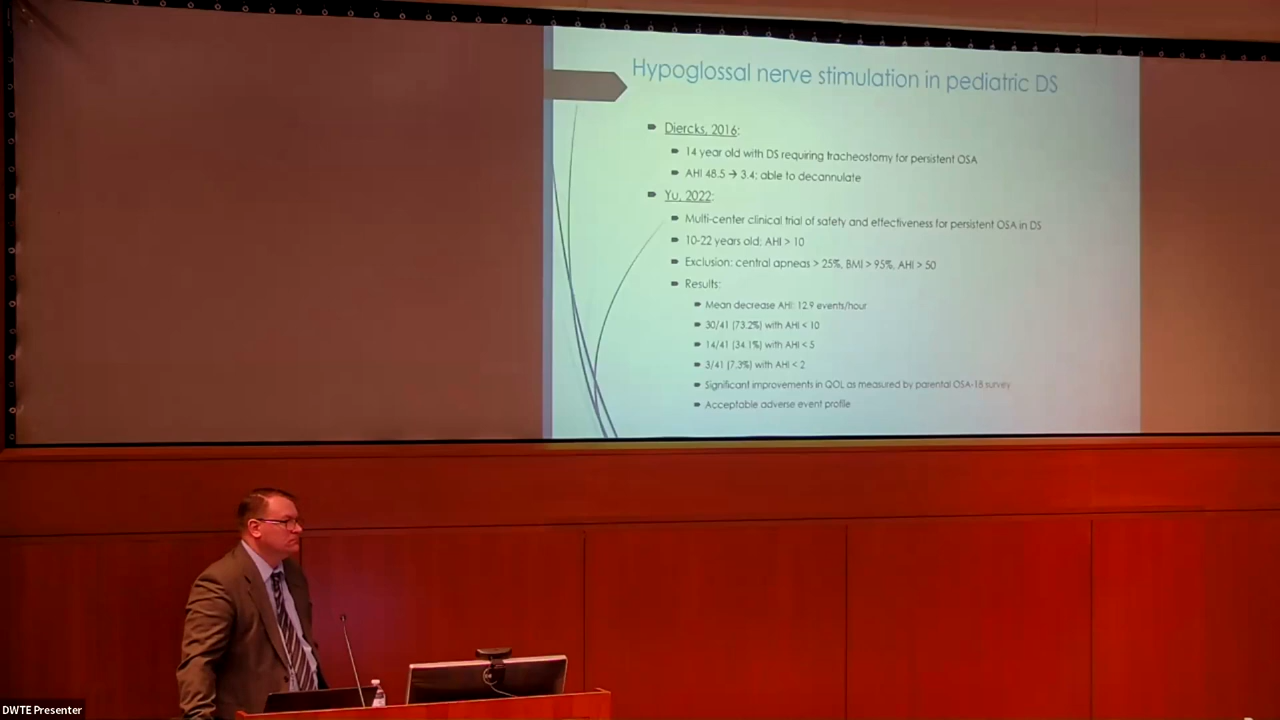 Hypoglossal nerve stimulation in pediatric DS
Diercks, 2016:
14 year old with DS requiring tracheostomy for persistent OSA
AHI 48.5 → 3.4; able to decannulate
Yu, 2022:
Multi-center clinical trial of safety and effectiveness for persistent OSA in DS
10-22 years old; AHI > 10
Exclusion: central apneas > 25%, BMI > 95%, AHI > 50
Results:
Mean decrease AHI: 12.9 events/hour
30/41 (73.2%) with AHI < 10
14/41 (34.1%) with AHI < 5
3/41 (7.3%) with AHI < 2
Significant improvements in QOL as measured by parental OSA-18 survey
Acceptable adverse event profile
DWTE Presenter